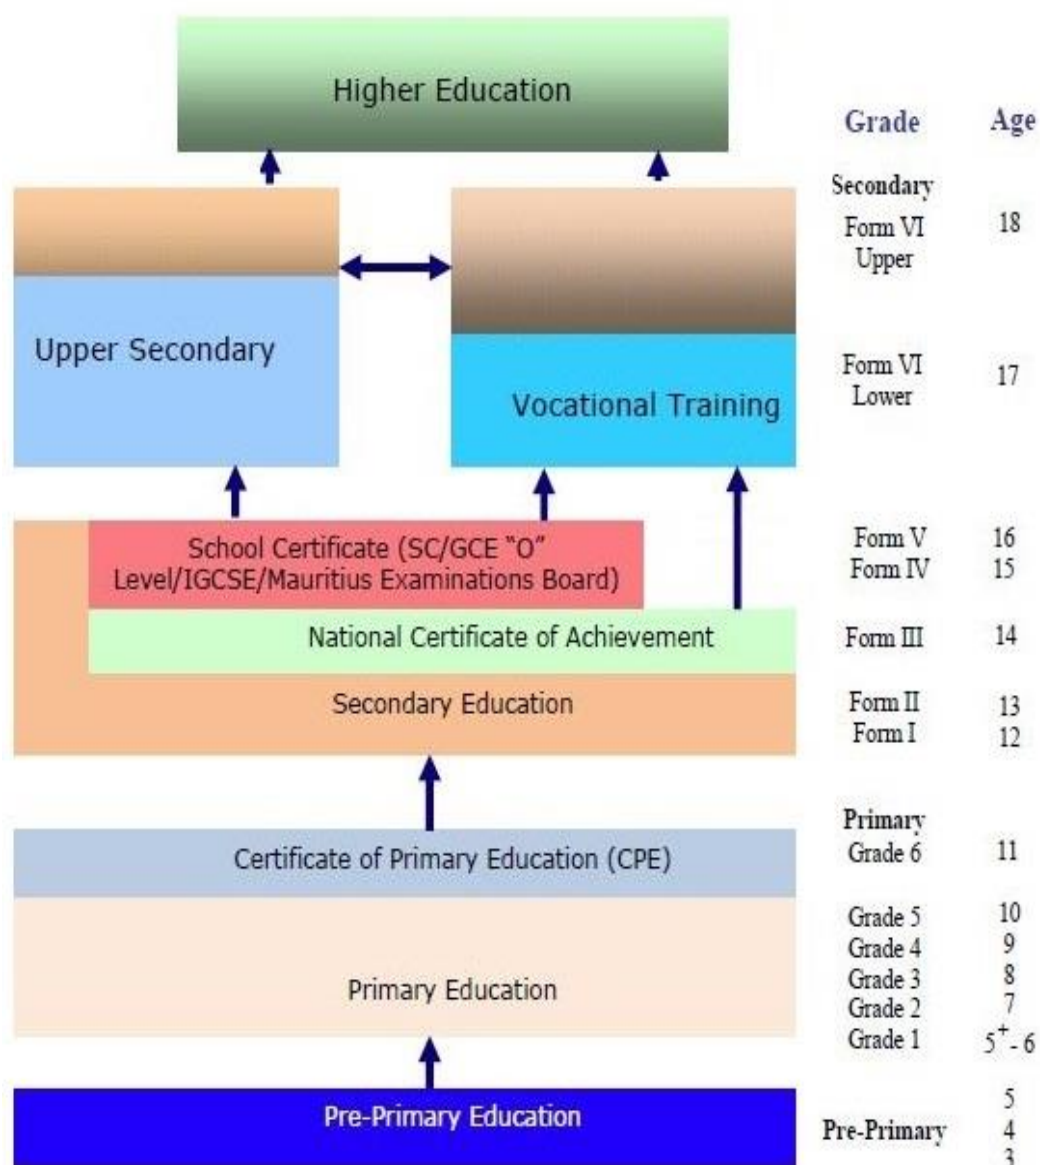 Higher Education
Grade Age
Secondary
Form VI 18
Upper
Upper Secondary
Form VI 17
Lower
Vocational Training
School Certificate (SC/GCE “O”
Level/IGCSE/Mauritius Examinations Board)
Form V 16
Form IV 15
National Certificate of Achievement
Form III 14
Secondary Education
Form II 13
Form I 12
Primary
Certificate of Primary Education (CPE)
Grade 6 11
Grade 5 10
Grade 4 9
Primary Education
Grade 3 8
Grade 2 7
Grade 1 5+- 6
Pre-Primary Education
5
Pre-Primary 4
3